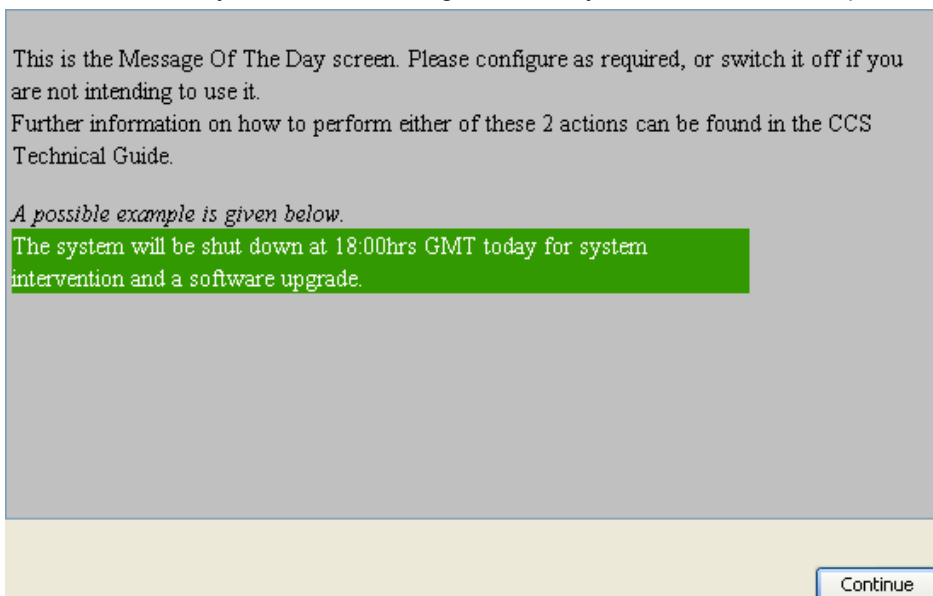 This is the Message Of The Day screen. Please configure as required, or switch it off if you
are not intending to use it.
Further information on how to perform either of these 2 actions can be found in the CCS
Technical Guide.
A possible example is given below.
The system will be shut down at 18:00hrs GMT today for system
intervention and a software upgrade.
Continue